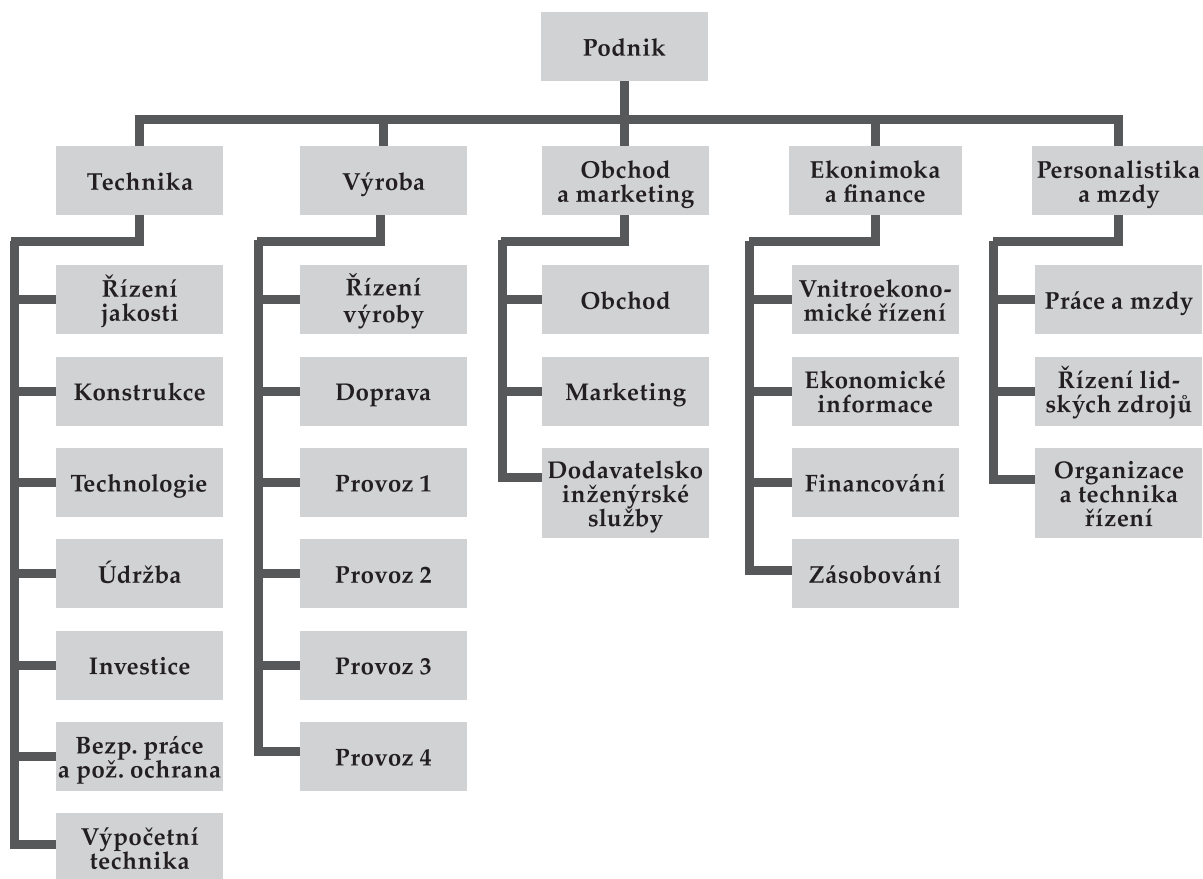 Podnik
Technika
Výroba
Obchod
a marketing
Ekonimoka
a finance
Personalistika
a mzdy
Řízení
jakosti
Konstrukce
Technologie
Údržba
Investice
Bezp. práce
a pož. ochrana
Výpočetní
technika
Řízení
výroby
Doprava
Provoz 1
Provoz 2
Provoz 3
Provoz 4
Obchod
Marketing
Dodavatelsko
inženýrské
služby
Vnitroekono-
mické řízení
Ekonomické
informace
Financování
Zásobování
Práce a mzdy
Řízení lid-
ských zdrojů
Organizace
a technika
řízení